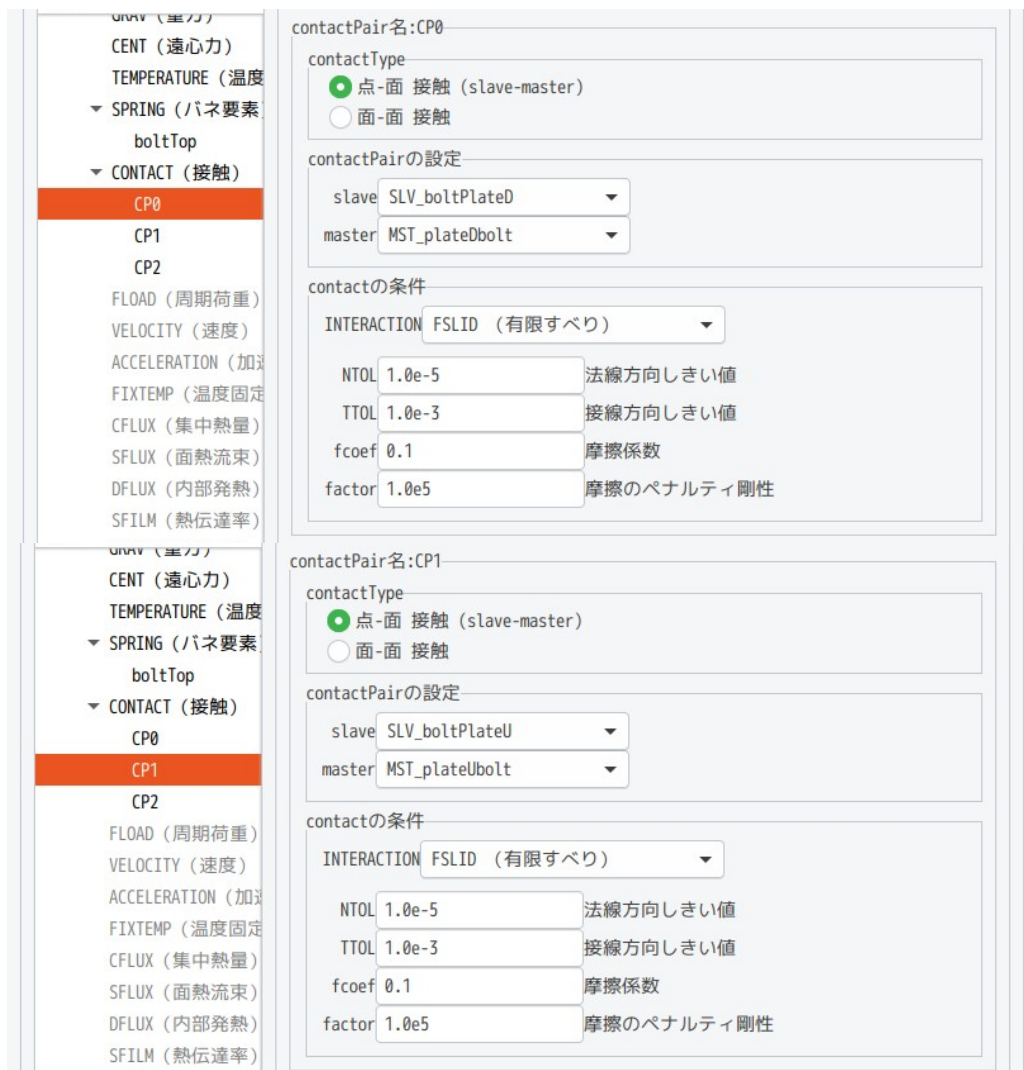 GRAV (重力)
CENT (遠心力)
TEMPERATURE (温度
SPRING (バネ要素
boltTop
CONTACT (接触)
CP0
CP1
CP2
FLOAD (周期荷重)
VELOCITY (速度)
ACCELERATION (加速
FIXTEMP (温度固定
CFLUX (集中熱量)
SFLUX (面熱流束)
DFLUX (内部発熱)
SFILM (熱伝達率)
contactPair名:CP0
contactType
点-面 接触 (slave-master)
面-面 接触
contactPairの設定
slave SLV_boltPlateD
master MST_plateDbolt
contactの条件
INTERACTION FSLID (有限すべり)
NTOL 1.0e-5 法線方向しきい値
TTOL 1.0e-3 接線方向しきい値
fcoef 0.1 摩擦係数
factor 1.0e5 摩擦のペナルティ剛性
GRAV (重力)
CENT (遠心力)
TEMPERATURE (温度
SPRING (バネ要素
boltTop
CONTACT (接触)
CP0
CP1
CP2
FLOAD (周期荷重)
VELOCITY (速度)
ACCELERATION (加速
FIXTEMP (温度固定
CFLUX (集中熱量)
SFLUX (面熱流束)
DFLUX (内部発熱)
SFILM (熱伝達率)
contactPair名:CP1
contactType
点-面 接触 (slave-master)
面-面 接触
contactPairの設定
slave SLV_boltPlateU
master MST_plateUbolt
contactの条件
INTERACTION FSLID (有限すべり)
NTOL 1.0e-5 法線方向しきい値
TTOL 1.0e-3 接線方向しきい値
fcoef 0.1 摩擦係数
factor 1.0e5 摩擦のペナルティ剛性